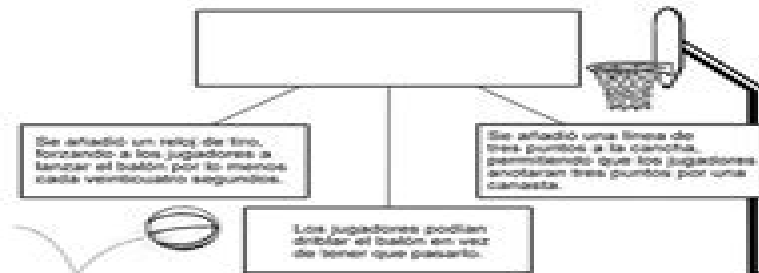 Se añadió un reloj de tiro,
forzando a los jugadores a
lanzar el balón por lo menos
cada veinticuatro segundos.
Se añadió una línea de
tres puntos a la cancha,
permitiendo que los jugadores
anotaran tres puntos por una
canasta.
Los jugadores podían
driblar el balón en vez
de tener que pasarlo.